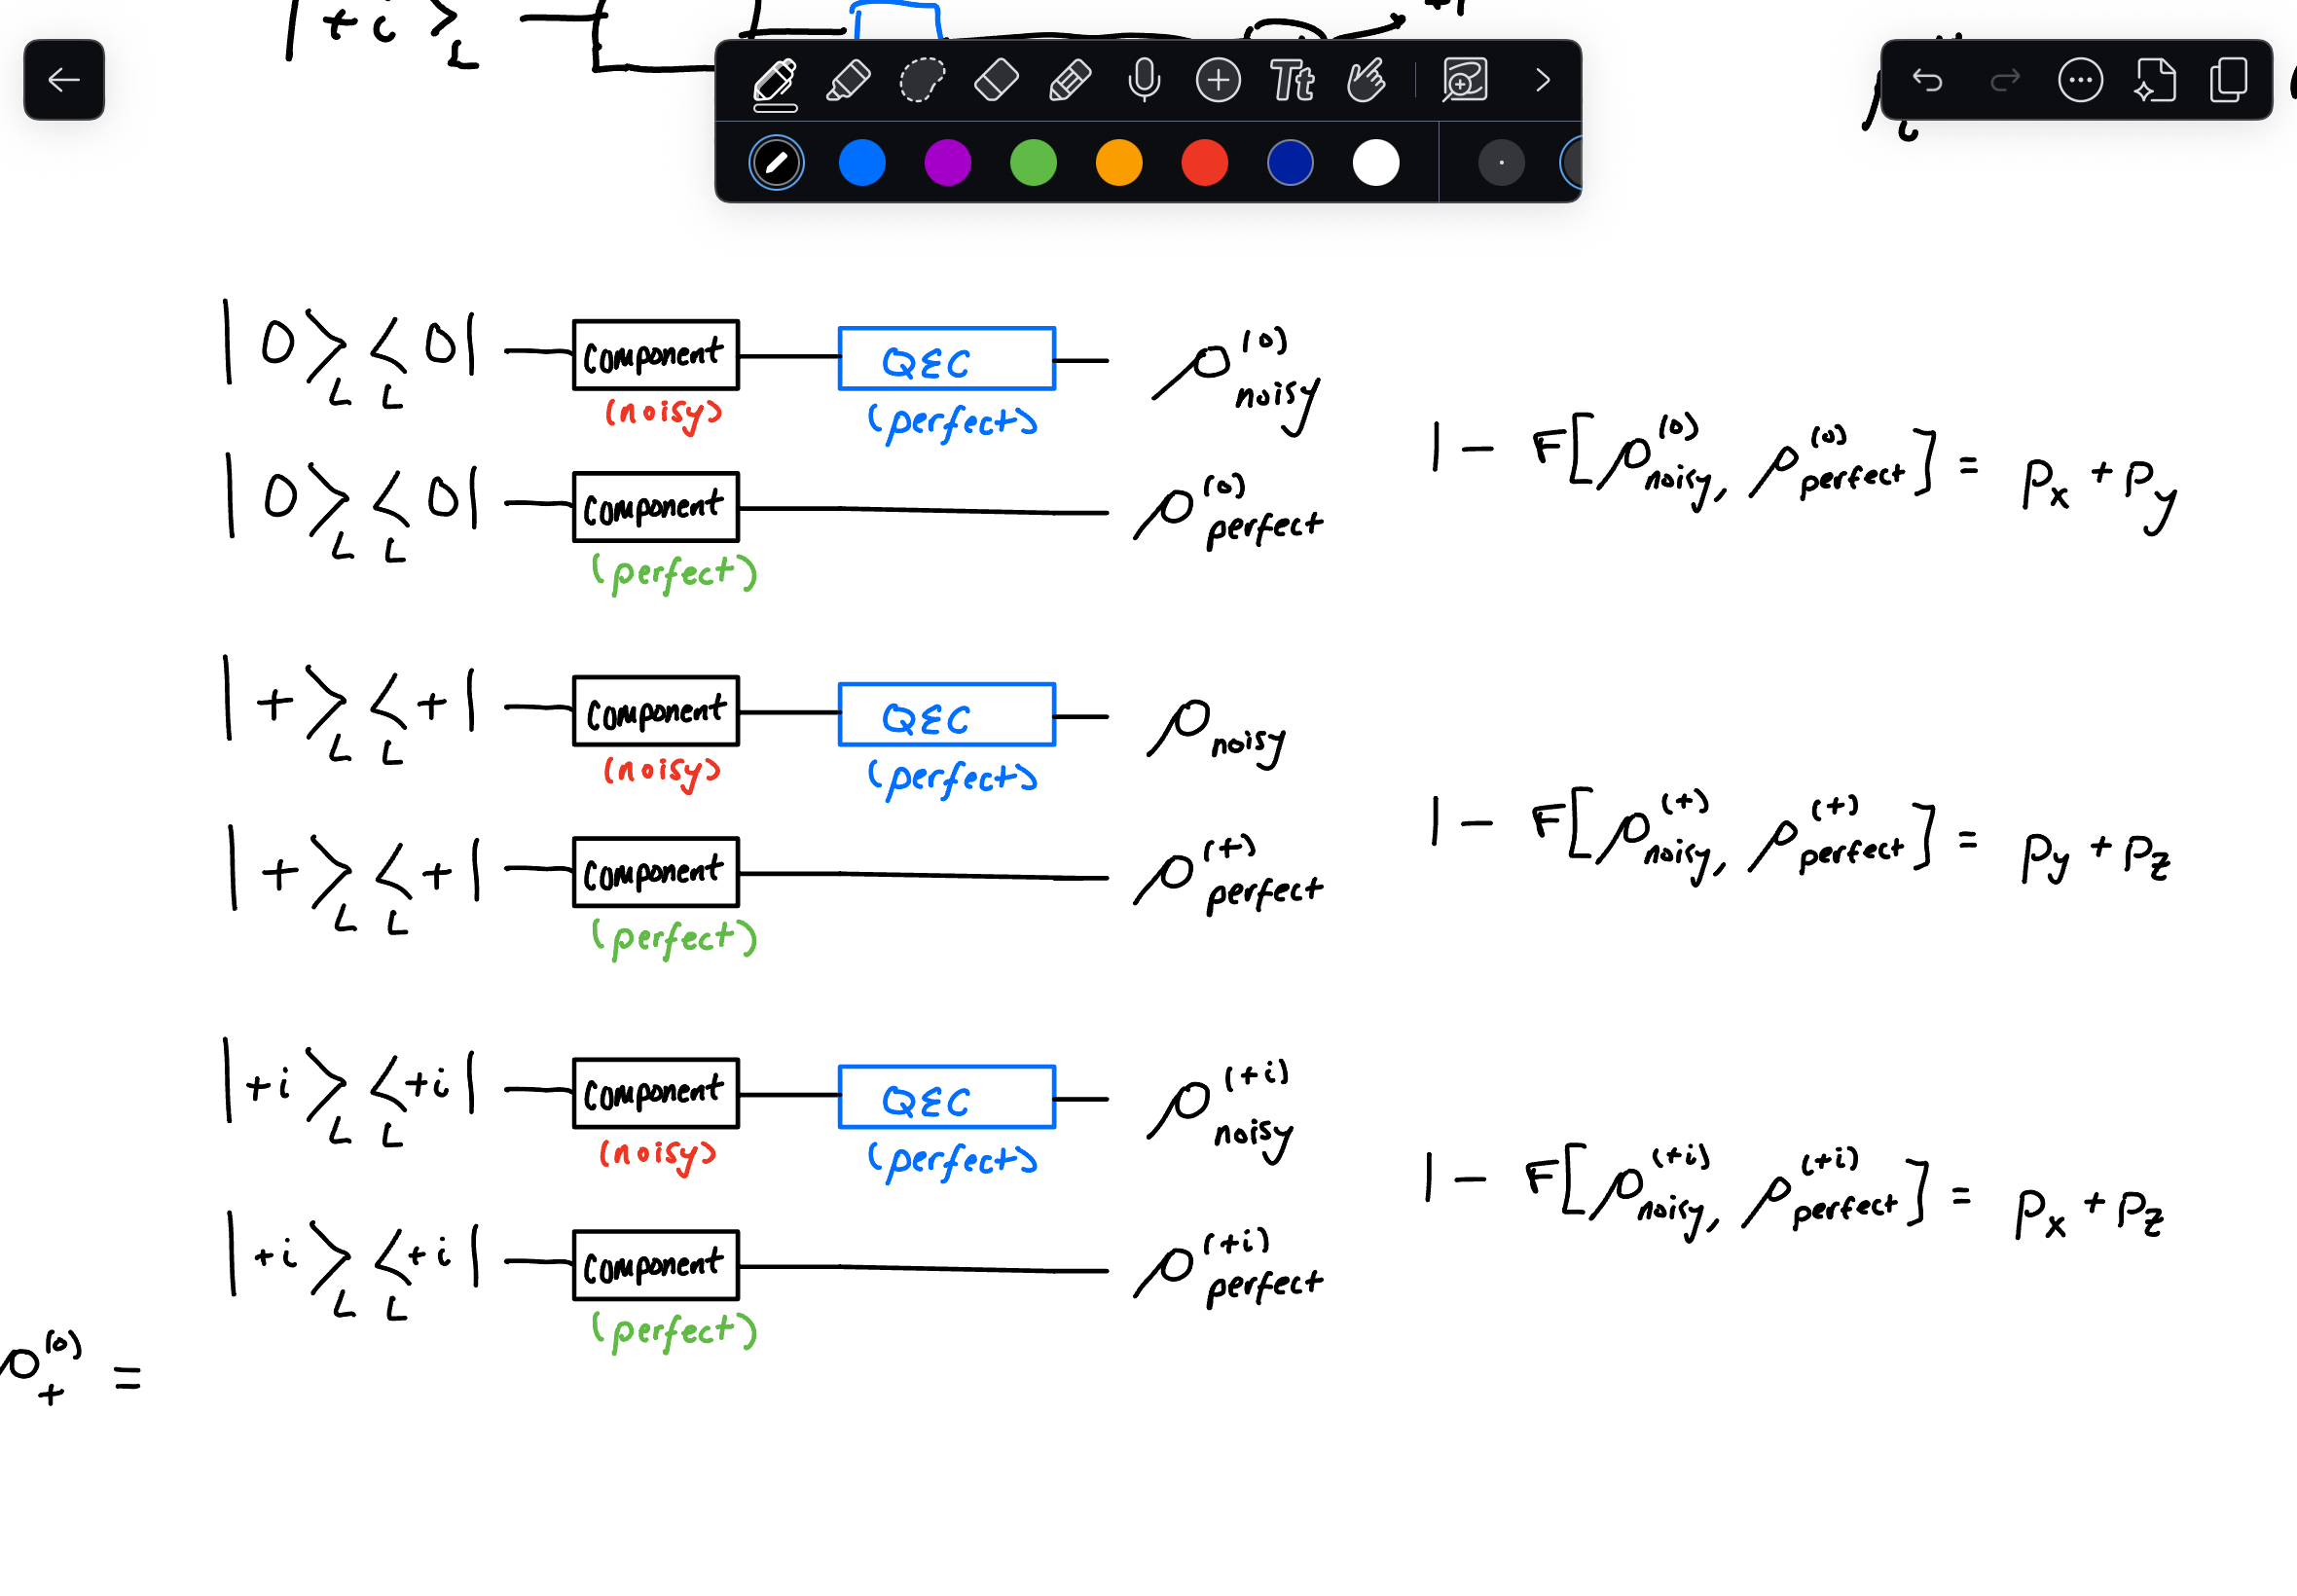 |+i⟩_L +
|0⟩_L _L⟨0| component QEC ρ^(0)_noisy
(noisy) (perfect)
1 - F[ρ^(0)_noisy, ρ^(0)_perfect] = p_x + p_y
|0⟩_L _L⟨0| component ρ^(0)_perfect
(perfect)
|+⟩_L _L⟨+| component QEC ρ_noisy
(noisy) (perfect)
1 - F[ρ^(+)_noisy, ρ^(+)_perfect] = p_y + p_z
|+⟩_L _L⟨+| component ρ^(+)_perfect
(perfect)
|+i⟩_L _L⟨+i| component QEC ρ^(+i)_noisy
(noisy) (perfect)
1 - F[ρ^(+i)_noisy, ρ^(+i)_perfect] = p_x + p_z
|+i⟩_L _L⟨+i| component ρ^(+i)_perfect
(perfect)
ρ^(0)_+ =